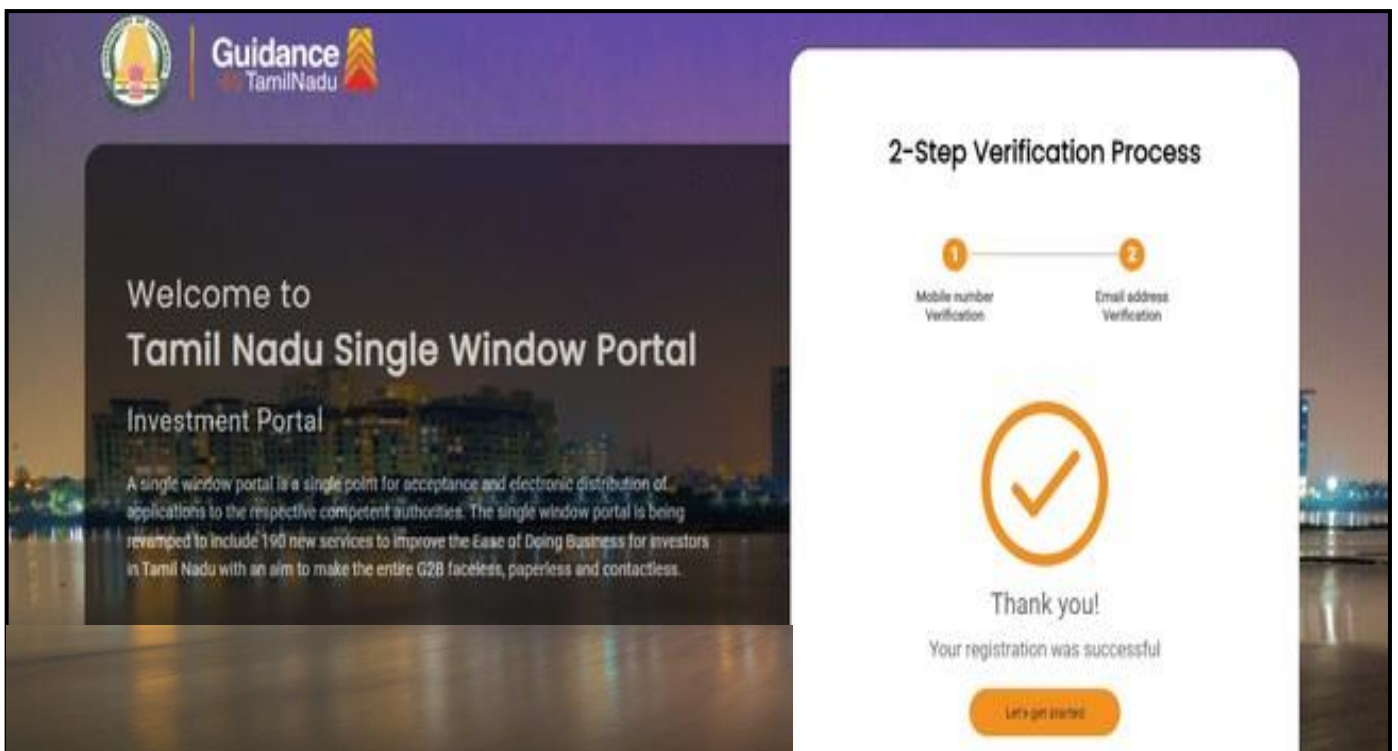 Guidance
TamilNadu
Welcome to
Tamil Nadu Single Window Portal
Investment Portal
A single window portal is a single point for acceptance and electronic distribution of
applications to the respective competent authorities. The single window portal is being
revamped to include 190 new services to improve the Ease of Doing Business for investors
in Tamil Nadu with an aim to make the entire G2B faceless, paperless and contactless.
2-Step Verification Process
1
2
Mobile number
Verification
Email address
Verification
Thank you!
Your registration was successful
Let's get started